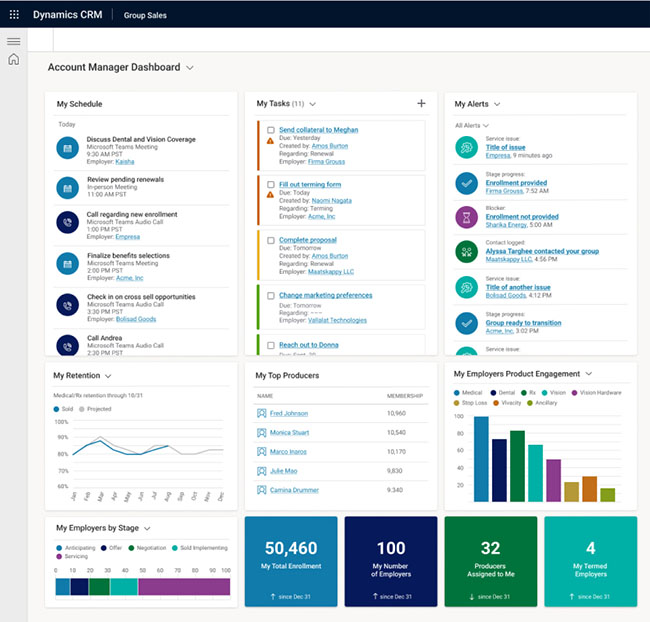 Dynamics CRM
Group Sales
Account Manager Dashboard
My Schedule
Today
Discuss Dental and Vision Coverage
Microsoft Teams Meeting
9:30 AM PST
Employer: Kaisha
Review pending renewals
In-person Meeting
11:00 AM PST
Call regarding new enrollment
Microsoft Teams Audio Call
1:00 PM PST
Employer: Empresa
Finalize benefits selections
Microsoft Teams Meeting
2:00 PM PST
Employer: Acme, Inc
Check in on cross sell opportunities
Microsoft Teams Audio Call
3:30 PM PST
Employer: Bolisad Goods
Call Andrea
Microsoft Teams Audio Call
2:30 PM PST
My Tasks (11)
Send collateral to Meghan
Due: Yesterday
Created by: Amos Burton
Regarding: Renewal
Employer: Firma Grouss
Fill out terming form
Due: Today
Created by: Naomi Nagata
Regarding: Terming
Employer: Acme, Inc
Complete proposal
Due: Tomorrow
Created by: Amos Burton
Regarding: Renewal
Employer: Maatskappy LLC
Change marketing preferences
Due: Tomorrow
Regarding: ~~~
Employer: Vallalat Technologies
Reach out to Donna
My Alerts
All Alerts
Service issue:
Title of issue
Empresa, 9 minutes ago
Stage progress:
Enrollment provided
Firma Grouss, 7:52 AM
Blocker:
Enrollment not provided
Sharika Energy, 5:00 AM
Contact logged:
Alyssa Targhee contacted your group
Maatskappy LLC, 4:56 PM
Service issue:
Title of another issue
Bolisad Goods, 4:12 PM
Stage progress:
Group ready to transition
Acme, Inc, 3:02 PM
Service issue:
My Retention
Medical/Rx retention through 10/31
Sold Projected
100%
90%
80%
70%
60%
Jan Feb Mar Apr May Jun Jul Aug Sep Oct Nov Dec
My Top Producers
NAME MEMBERSHIP
Fred Johnson 10,960
Monica Stuart 10,540
Marco Inaros 10,170
Julie Mao 9,830
Camina Drummer 9,340
My Employers Product Engagement
Medical Dental Rx Vision Vision Hardware
Stop Loss Vivacity Ancillary
100
80
60
40
20
My Employers by Stage
Anticipating Offer Negotiation Sold Implementing
Servicing
0 10 20 30 40 50 60 70 80 90 100
50,460
My Total Enrollment
↑ since Dec 31
100
My Number
of Employers
↑ since Dec 31
32
Producers
Assigned to Me
↓ since Dec 31
4
My Termed
Employers
↑ since Dec 31